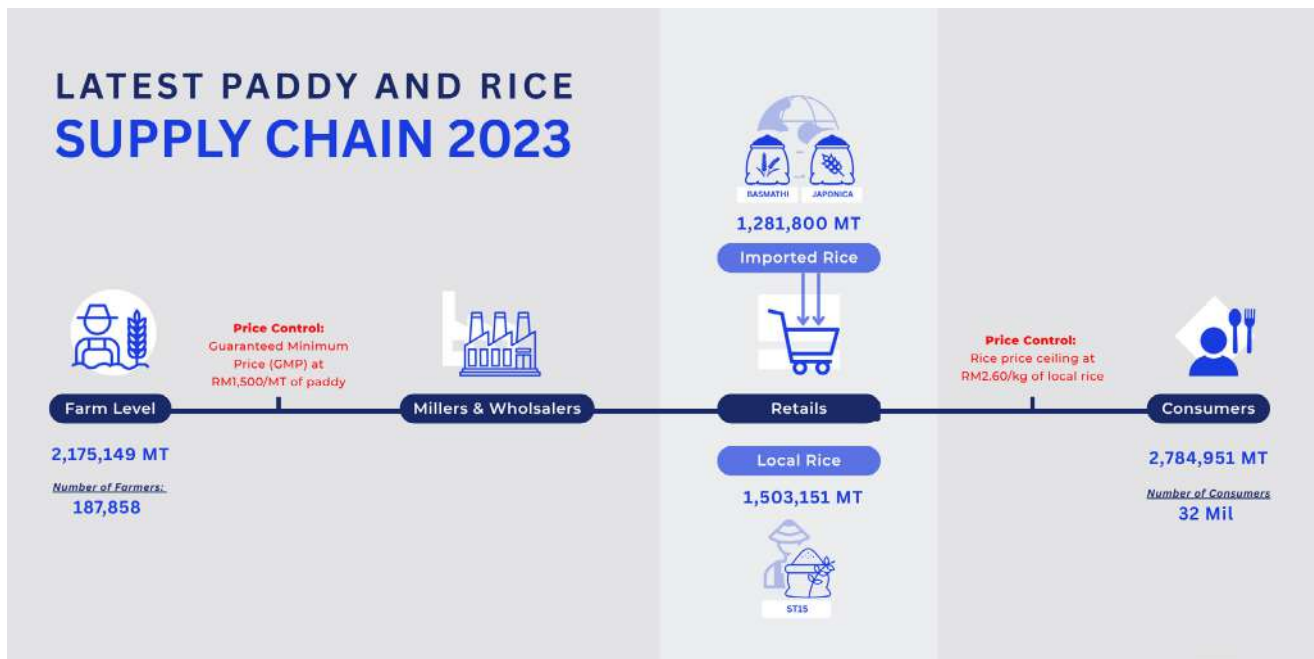 LATEST PADDY AND RICE
SUPPLY CHAIN 2023
BASMATHI
JAPONICA
1,281,800 MT
Imported Rice
Price Control:
Guaranteed Minimum
Price (GMP) at
RM1,500/MT of paddy
Price Control:
Rice price ceiling at
RM2.60/kg of local rice
Farm Level
Millers & Wholsalers
Retails
Consumers
2,175,149 MT
Number of Farmers:
187,858
Local Rice
1,503,151 MT
ST15
2,784,951 MT
Number of Consumers
32 Mil